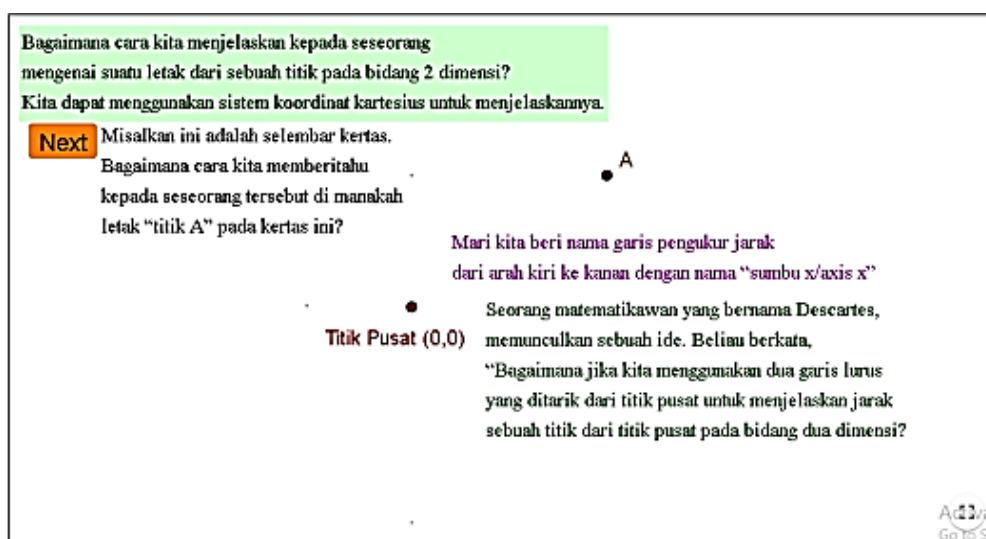 Bagaimana cara kita menjelaskan kepada seseorang
mengenai suatu letak dari sebuah titik pada bidang 2 dimensi?
Kita dapat menggunakan sistem koordinat kartesius untuk menjelaskannya.
Next
Misalkan ini adalah selembar kertas.
Bagaimana cara kita memberitahu
kepada seseorang tersebut di manakah
letak “titik A” pada kertas ini?
A
Mari kita beri nama garis pengukur jarak
dari arah kiri ke kanan dengan nama “sumbu x/axis x”
Titik Pusat (0,0)
Seorang matematikawan yang bernama Descartes,
memunculkan sebuah ide. Beliau berkata,
“Bagaimana jika kita menggunakan dua garis lurus
yang ditarik dari titik pusat untuk menjelaskan jarak
sebuah titik dari titik pusat pada bidang dua dimensi?
Go to S